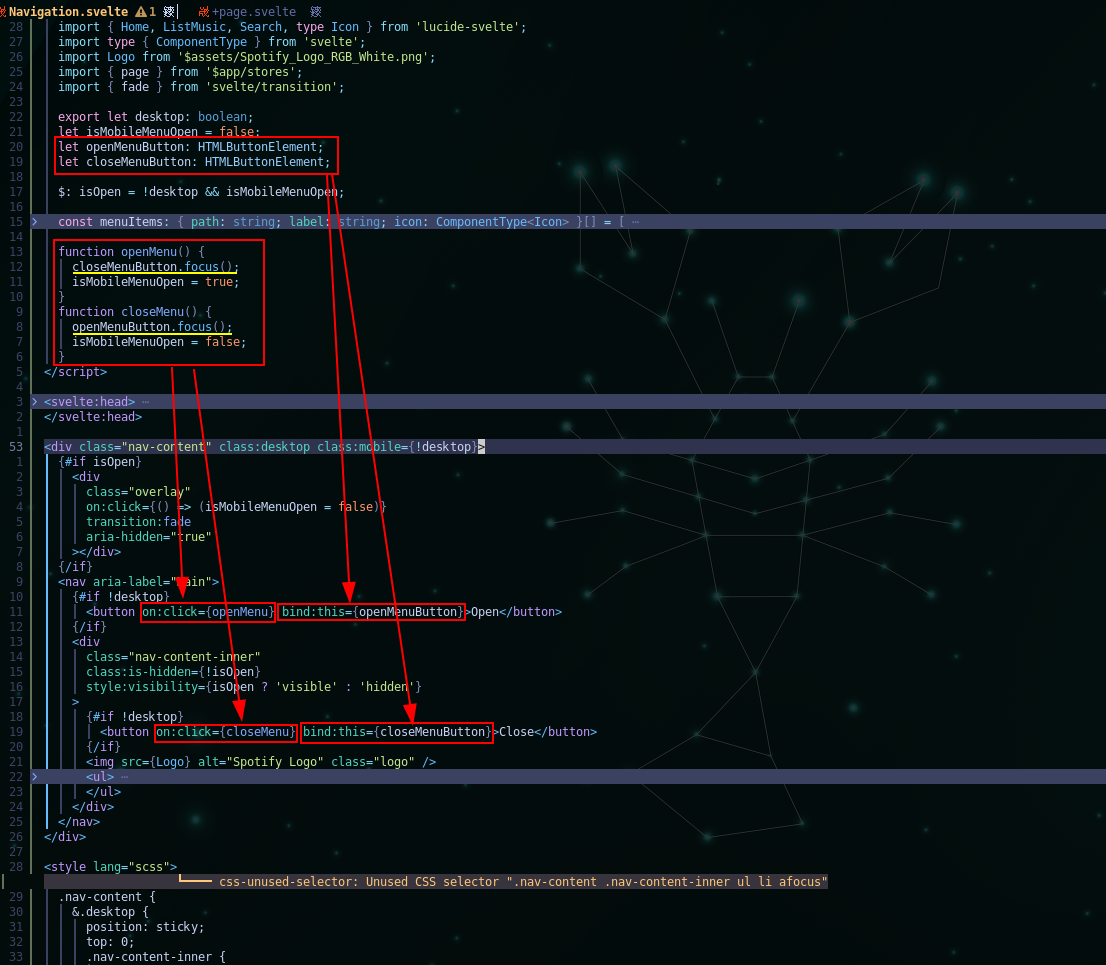 Navigation.svelte 1 +page.svelte
28 import { Home, ListMusic, Search, type Icon } from 'lucide-svelte';
27 import type { ComponentType } from 'svelte';
26 import Logo from '$assets/Spotify_Logo_RGB_White.png';
25 import { page } from '$app/stores';
24 import { fade } from 'svelte/transition';
23
22 export let desktop: boolean;
21 let isMobileMenuOpen = false;
20 let openMenuButton: HTMLButtonElement;
19 let closeMenuButton: HTMLButtonElement;
18
17 $: isOpen = !desktop && isMobileMenuOpen;
16
15 > const menuItems: { path: string; label: string; icon: ComponentType<Icon> }[] = [ ⋯
14
13 function openMenu() {
12 closeMenuButton.focus();
11 isMobileMenuOpen = true;
10 }
9 function closeMenu() {
8 openMenuButton.focus();
7 isMobileMenuOpen = false;
6 }
5 </script>
4
3 > <svelte:head> ⋯
2 </svelte:head>
1
53 <div class="nav-content" class:desktop class:mobile={!desktop}>
1 {#if isOpen}
2 <div
3 class="overlay"
4 on:click={() => (isMobileMenuOpen = false)}
5 transition:fade
6 aria-hidden="true"
7 ></div>
8 {/if}
9 <nav aria-label="main">
10 {#if !desktop}
11 <button on:click={openMenu} bind:this={openMenuButton}>Open</button>
12 {/if}
13 <div
14 class="nav-content-inner"
15 class:is-hidden={!isOpen}
16 style:visibility={isOpen ? 'visible' : 'hidden'}
17 >
18 {#if !desktop}
19 <button on:click={closeMenu} bind:this={closeMenuButton}>Close</button>
20 {/if}
21 <img src={Logo} alt="Spotify Logo" class="logo" />
22 > <ul> ⋯
23 </ul>
24 </div>
25 </nav>
26 </div>
27
28 <style lang="scss">
css-unused-selector: Unused CSS selector ".nav-content .nav-content-inner ul li afocus"
29 .nav-content {
30 &.desktop {
31 position: sticky;
32 top: 0;
33 .nav-content-inner {